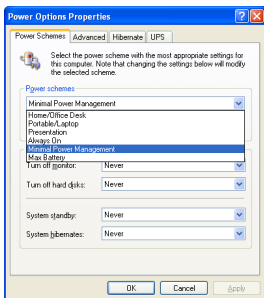 Power Options Properties
Power Schemes Advanced Hibernate UPS
Select the power scheme with the most appropriate settings for
this computer. Note that changing the settings below will modify
the selected scheme.
Power schemes
Minimal Power Management
Home/Office Desk
Portable/Laptop
Presentation
Always On
Minimal Power Management
Max Battery
Turn off monitor: Never
Turn off hard disks: Never
System standby: Never
System hibernates: Never
OK Cancel Apply